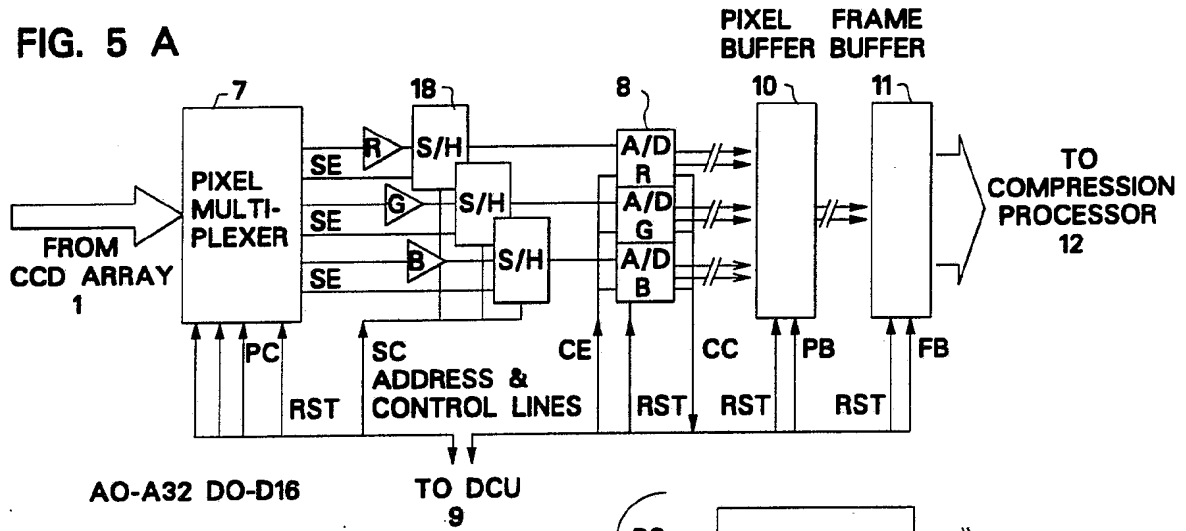 FIG. 5 A
PIXEL BUFFER
FRAME BUFFER
7
18
8
10
11
PIXEL MULTI- PLEXER
SE
SE
SE
R
G
B
S/H
S/H
S/H
A/D
R
A/D
G
A/D
B
FROM
CCD ARRAY
1
TO
COMPRESSION
PROCESSOR
12
PC
RST
SC
ADDRESS &
CONTROL LINES
CE
RST
CC
RST
PB
RST
FB
AO-A32 DO-D16
TO DCU
9